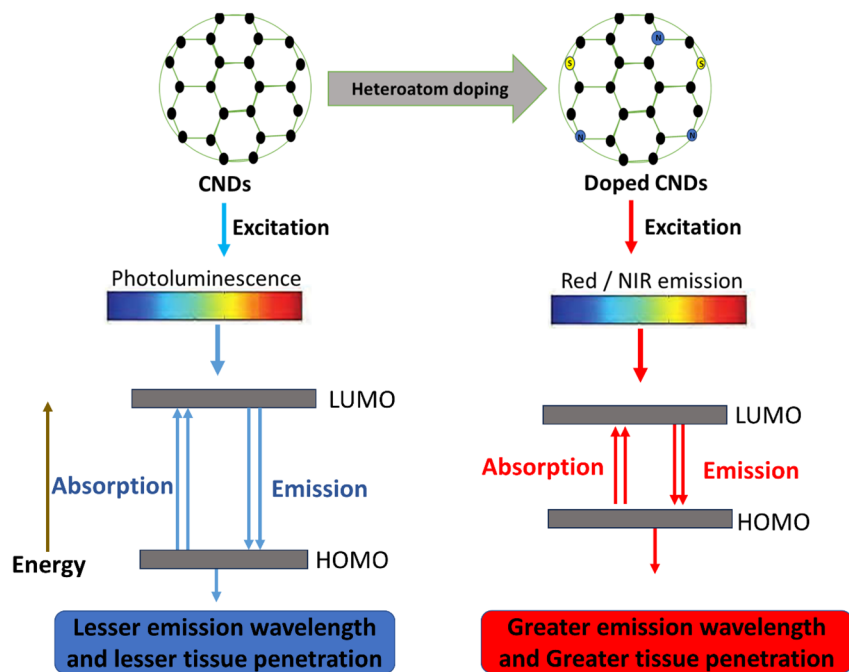 N
S
S
Heteroatom doping
N
N
CNDs
Doped CNDs
Excitation
Excitation
Photoluminescence
Red / NIR emission
LUMO
LUMO
Absorption
Emission
Absorption
Emission
HOMO
Energy
HOMO
Lesser emission wavelength
and lesser tissue penetration
Greater emission wavelength
and Greater tissue penetration